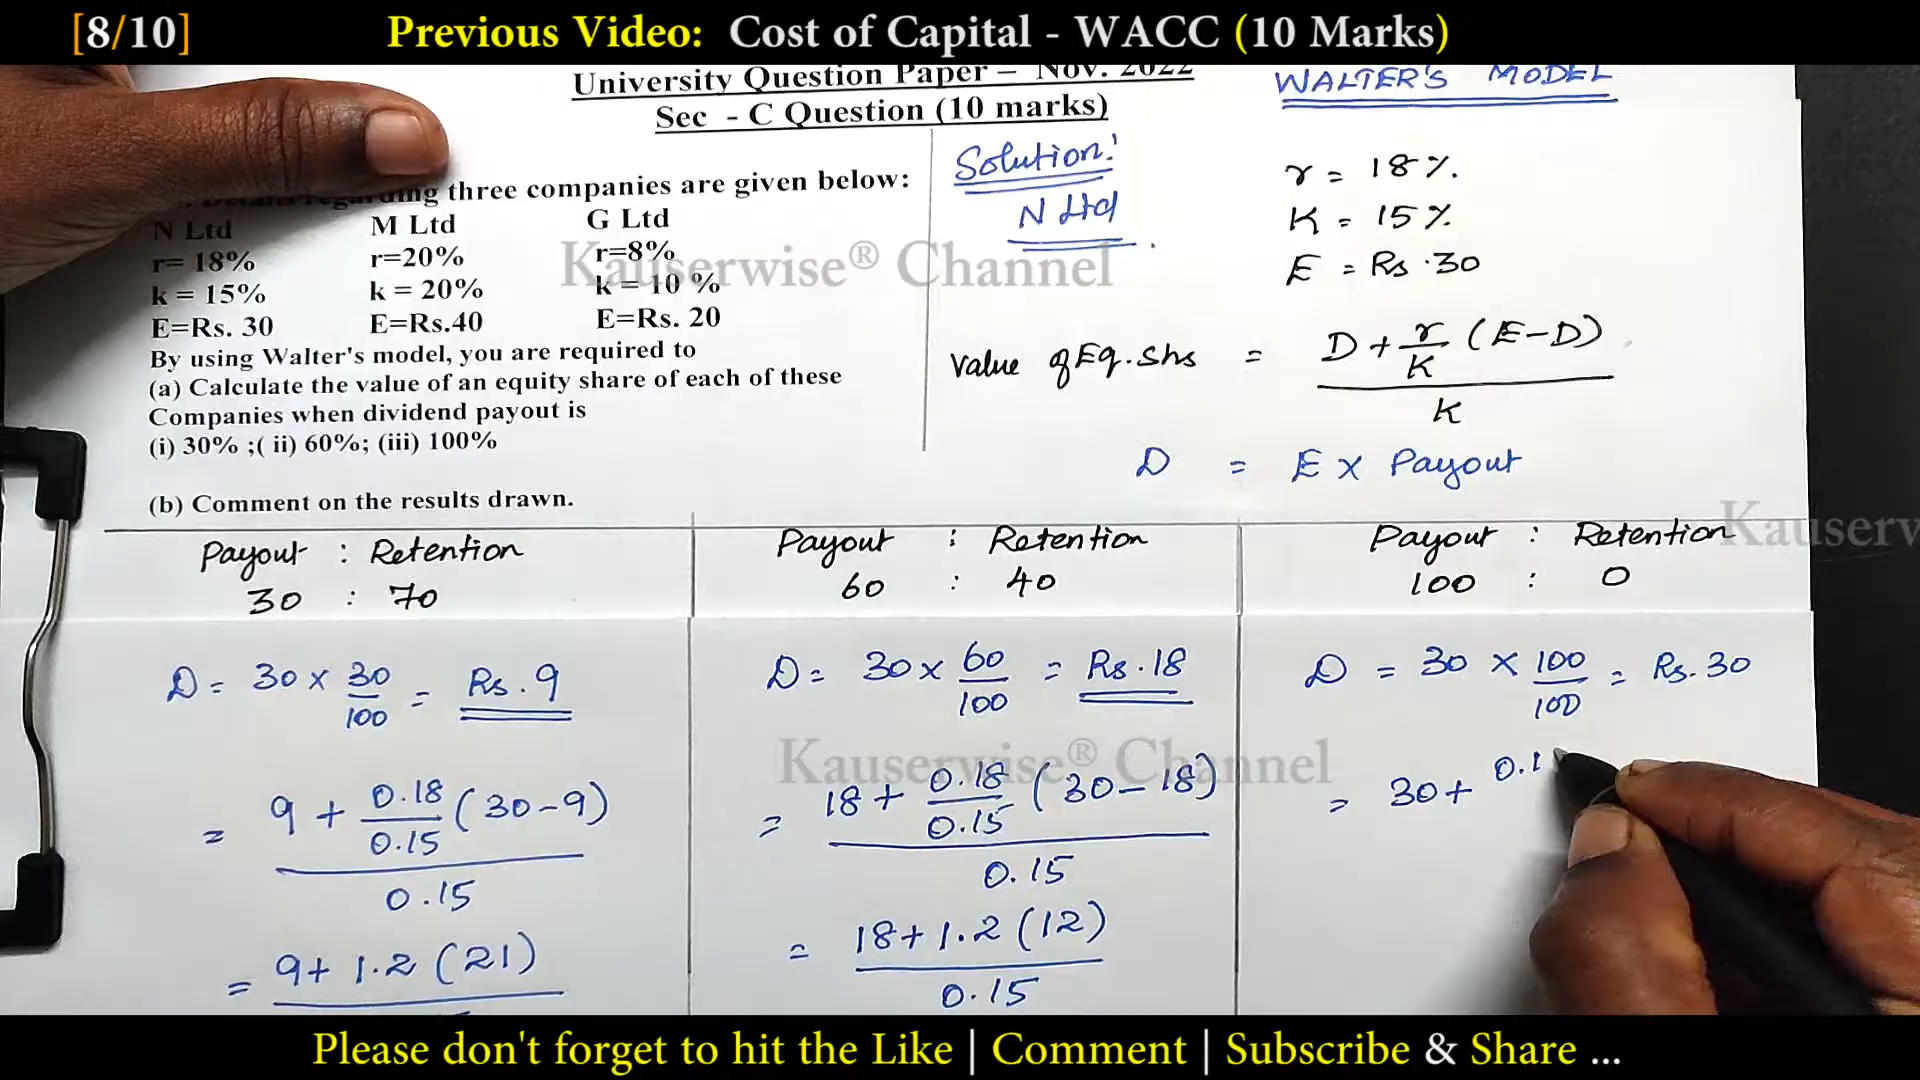 [8/10]
Previous Video: Cost of Capital - WACC (10 Marks)
University Question Paper – Nov. 2022
Sec - C Question (10 marks)
regarding three companies are given below:
N Ltd M Ltd G Ltd
r= 18% r=20% r=8%
k = 15% k = 20% k = 10 %
E=Rs. 30 E=Rs.40 E=Rs. 20
By using Walter's model, you are required to
(a) Calculate the value of an equity share of each of these
Companies when dividend payout is
(i) 30% ;( ii) 60%; (iii) 100%
(b) Comment on the results drawn.
WALTER'S MODEL
Solution:
N Ltd
r = 18 %.
K = 15 %
E = Rs .30
Value of Eq. Shs = D + r/K (E-D)
K
D = E x Payout
Kauserwise® Channel
Kauserw
Payout : Retention
30 : 70
D = 30 x 30/100 = Rs. 9
= 9 + 0.18/0.15 (30-9)
0.15
= 9 + 1.2 (21)
Payout : Retention
60 : 40
D = 30 x 60/100 = Rs. 18
= 18 + 0.18/0.15 (30-18)
0.15
= 18 + 1.2 (12)
0.15
Payout : Retention
100 : 0
D = 30 x 100/100 = Rs. 30
= 30 + 0.1
Kauserwise® Channel
Please don't forget to hit the Like | Comment | Subscribe & Share ...